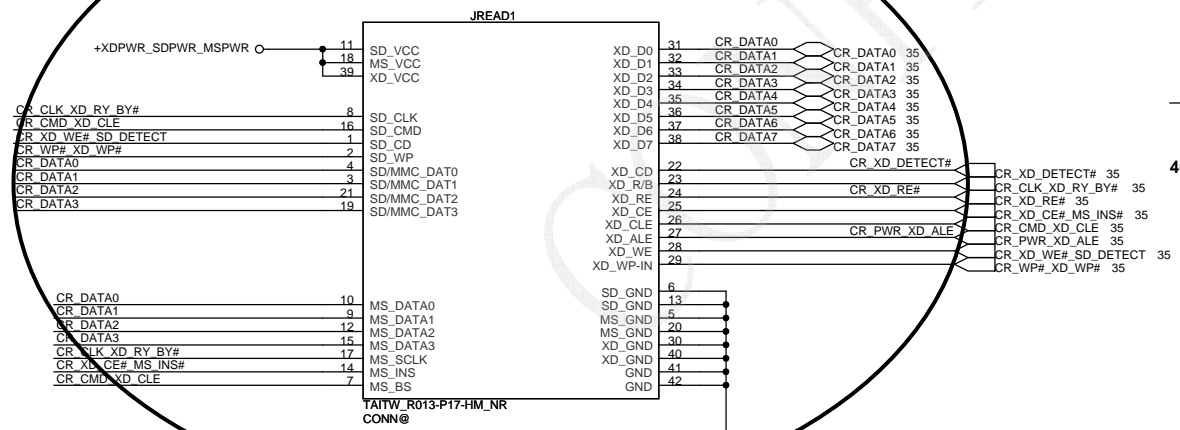 JREAD1
+XDPWR_SDPWR_MSPWR
11 SD_VCC
18 MS_VCC
39 XD_VCC
CR_CLK_XD_RY_BY# 8 SD_CLK
CR_CMD_XD_CLE 16 SD_CMD
CR_XD_WE#_SD_DETECT 1 SD_CD
CR_WP#_XD_WP# 2 SD_WP
CR_DATA0 4 SD/MMC_DAT0
CR_DATA1 3 SD/MMC_DAT1
CR_DATA2 21 SD/MMC_DAT2
CR_DATA3 19 SD/MMC_DAT3
CR_DATA0 10 MS_DATA0
CR_DATA1 9 MS_DATA1
CR_DATA2 12 MS_DATA2
CR_DATA3 15 MS_DATA3
CR_CLK_XD_RY_BY# 17 MS_SCLK
CR_XD_CE#_MS_INS# 14 MS_INS
CR_CMD_XD_CLE 7 MS_BS
XD_D0 31 CR_DATA0 CR_DATA0 35
XD_D1 32 CR_DATA1 CR_DATA1 35
XD_D2 33 CR_DATA2 CR_DATA2 35
XD_D3 34 CR_DATA3 CR_DATA3 35
XD_D4 35 CR_DATA4 CR_DATA4 35
XD_D5 36 CR_DATA5 CR_DATA5 35
XD_D6 37 CR_DATA6 CR_DATA6 35
XD_D7 38 CR_DATA7 CR_DATA7 35
XD_CD 22 CR_XD_DETECT# CR_XD_DETECT# 35
XD_R/B 23 CR_CLK_XD_RY_BY# 35
XD_RE 24 CR_XD_RE# CR_XD_RE# 35
XD_CE 25 CR_XD_CE#_MS_INS# 35
XD_CLE 26 CR_CMD_XD_CLE 35
XD_ALE 27 CR_PWR_XD_ALE CR_PWR_XD_ALE 35
XD_WE 28 CR_XD_WE#_SD_DETECT 35
XD_WP-IN 29 CR_WP#_XD_WP# 35
SD_GND 6
SD_GND 13
MS_GND 5
MS_GND 20
XD_GND 30
XD_GND 40
GND 41
GND 42
TAITW_R013-P17-HM_NR
CONN@